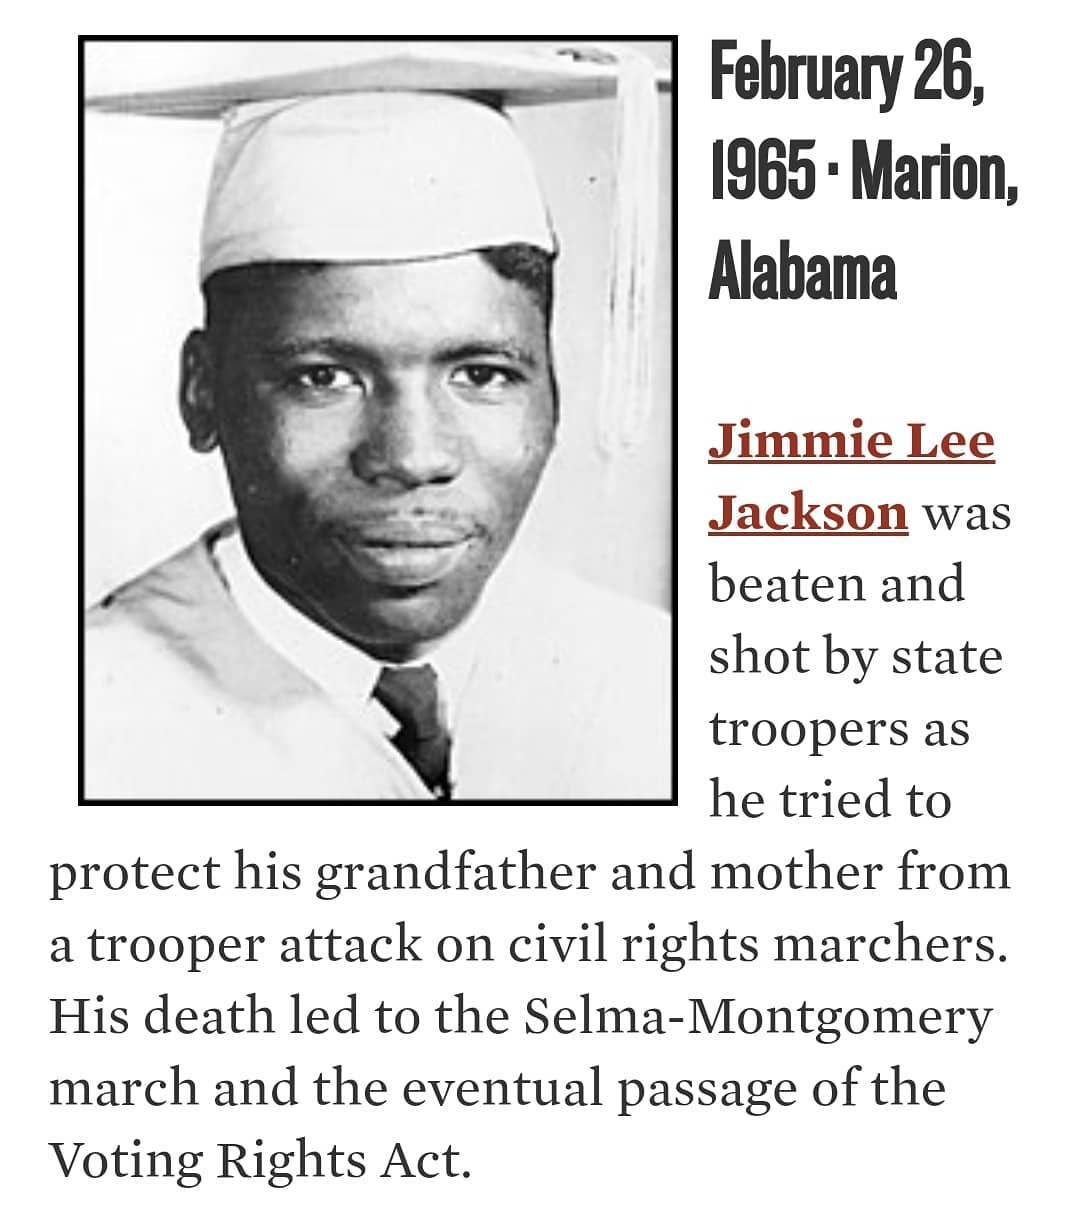 February 26,
1965 · Marion,
Alabama
Jimmie Lee
Jackson was
beaten and
shot by state
troopers as
he tried to
protect his grandfather and mother from
a trooper attack on civil rights marchers.
His death led to the Selma-Montgomery
march and the eventual passage of the
Voting Rights Act.